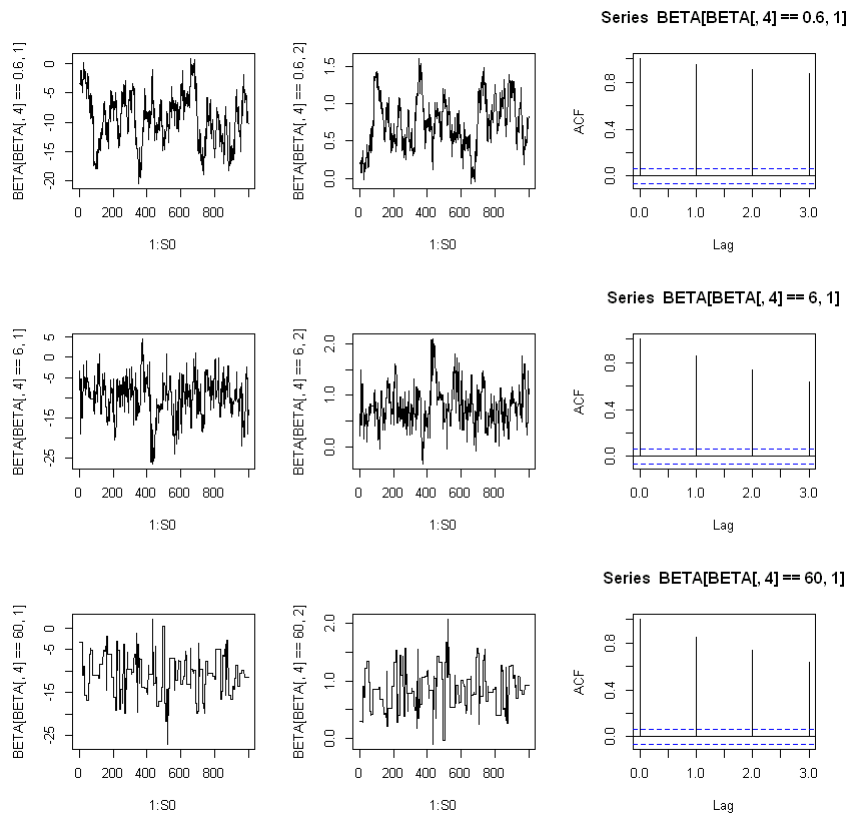 Series BETA[BETA[, 4] == 0.6, 1]
BETA[BETA[, 4] == 0.6, 1]
0
-5
-10
-15
-20
0 200 400 600 800
1:S0
BETA[BETA[, 4] == 0.6, 2]
1.5
1.0
0.5
0.0
0 200 400 600 800
1:S0
ACF
0.8
0.4
0.0
0.0 1.0 2.0 3.0
Lag
Series BETA[BETA[, 4] == 6, 1]
BETA[BETA[, 4] == 6, 1]
5
0
-5
-15
-25
0 200 400 600 800
1:S0
BETA[BETA[, 4] == 6, 2]
2.0
1.0
0.0
0 200 400 600 800
1:S0
ACF
0.8
0.4
0.0
0.0 1.0 2.0 3.0
Lag
Series BETA[BETA[, 4] == 60, 1]
BETA[BETA[, 4] == 60, 1]
0
-5
-15
-25
0 200 400 600 800
1:S0
BETA[BETA[, 4] == 60, 2]
2.0
1.0
0.0
0 200 400 600 800
1:S0
ACF
0.8
0.4
0.0
0.0 1.0 2.0 3.0
Lag